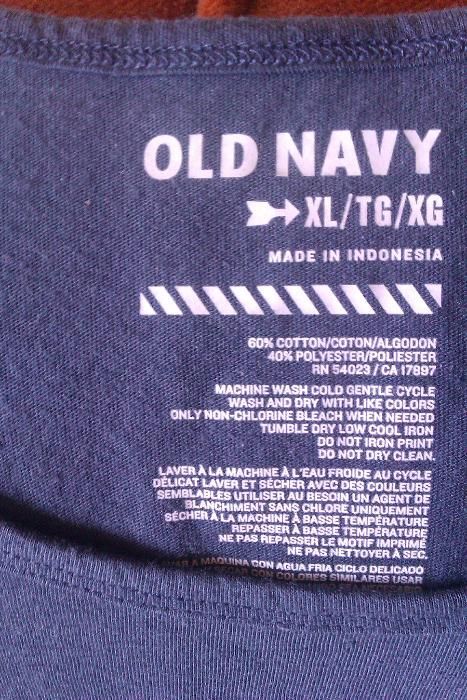 OLD NAVY
XL/TG/XG
MADE IN INDONESIA
60% COTTON/COTON/ALGODON
40% POLYESTER/POLIESTER
RN 54023 / CA 17897
MACHINE WASH COLD GENTLE CYCLE
WASH AND DRY WITH LIKE COLORS
ONLY NON-CHLORINE BLEACH WHEN NEEDED
TUMBLE DRY LOW COOL IRON
DO NOT IRON PRINT
DO NOT DRY CLEAN.
LAVER À LA MACHINE À L'EAU FROIDE AU CYCLE
DÉLICAT LAVER ET SÉCHER AVEC DES COULEURS
SEMBLABLES UTILISER AU BESOIN UN AGENT DE
BLANCHIMENT SANS CHLORE UNIQUEMENT
SÉCHER À LA MACHINE À BASSE TEMPÉRATURE
REPASSER À BASSE TEMPÉRATURE
NE PAS REPASSER LE MOTIF IMPRIMÉ
NE PAS NETTOYER À SEC.
A MAQUINA CON AGUA FRIA CICLO DELICADO
SECAR CON COLORES SIMILARES USAR
SEA NECESARIO